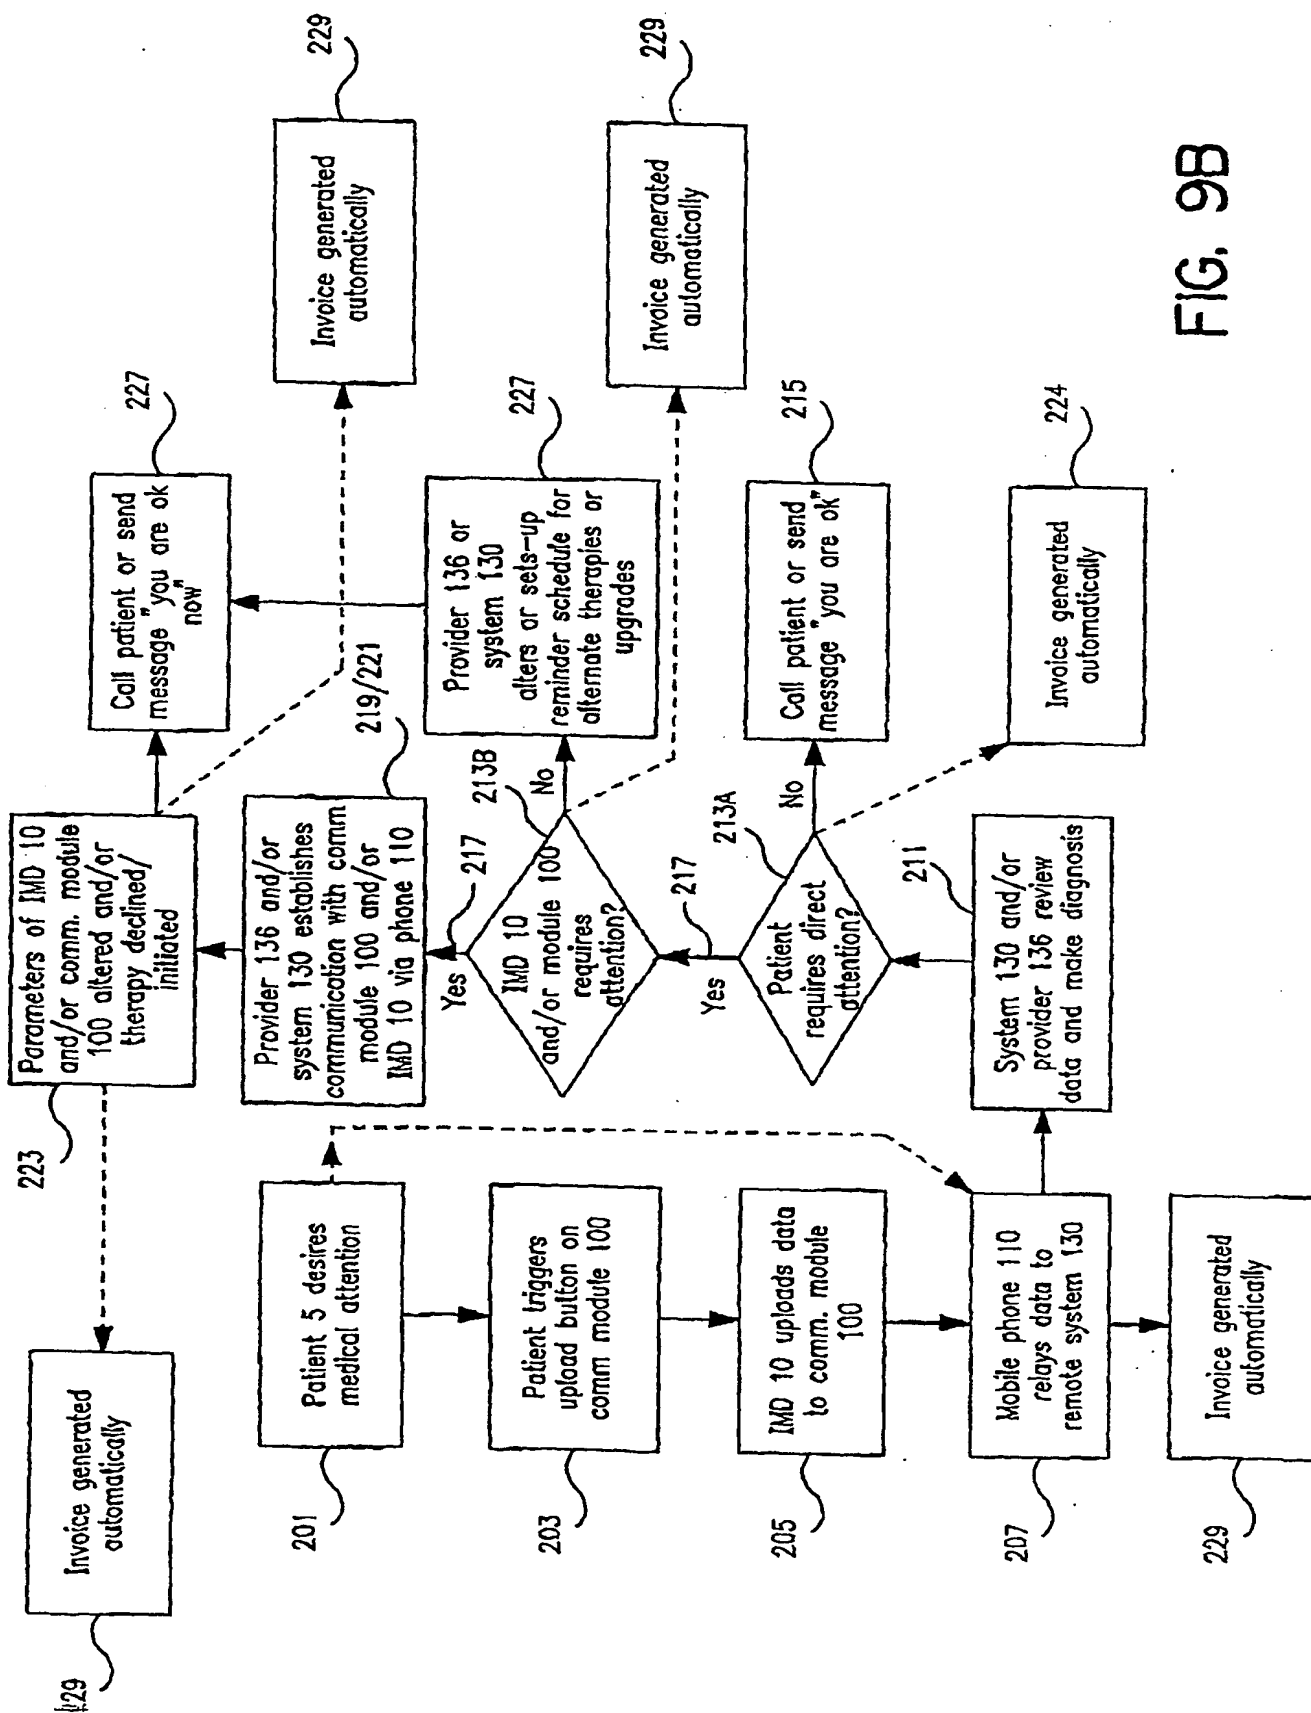 201
Patient 5 desires
medical attention
203
Patient triggers
upload button on
comm module 100
205
IMD 10 uploads data
to comm. module
100
207
Mobile phone 110
relays data to
remote system 130
229
Invoice generated
automatically
211
System 130 and/or
provider 136 review
data and make diagnosis
213A
Patient
requires direct
attention?
No
215
Call patient or send
message "you are ok"
224
Invoice generated
automatically
Yes
217
213B
IMD 10
and/or module 100
requires
attention?
No
227
Provider 136 or
system 130
alters or sets-up
reminder schedule for
alternate therapies or
upgrades
229
Invoice generated
automatically
Yes
217
219/221
Provider 136 and/or
system 130 establishes
communication with comm
module 100 and/or
IMD 10 via phone 110
223
Parameters of IMD 10
and/or comm. module
100 altered and/or
therapy declined/
initiated
227
Call patient or send
message "you are ok
now"
229
Invoice generated
automatically
Invoice generated
automatically
FIG. 9B